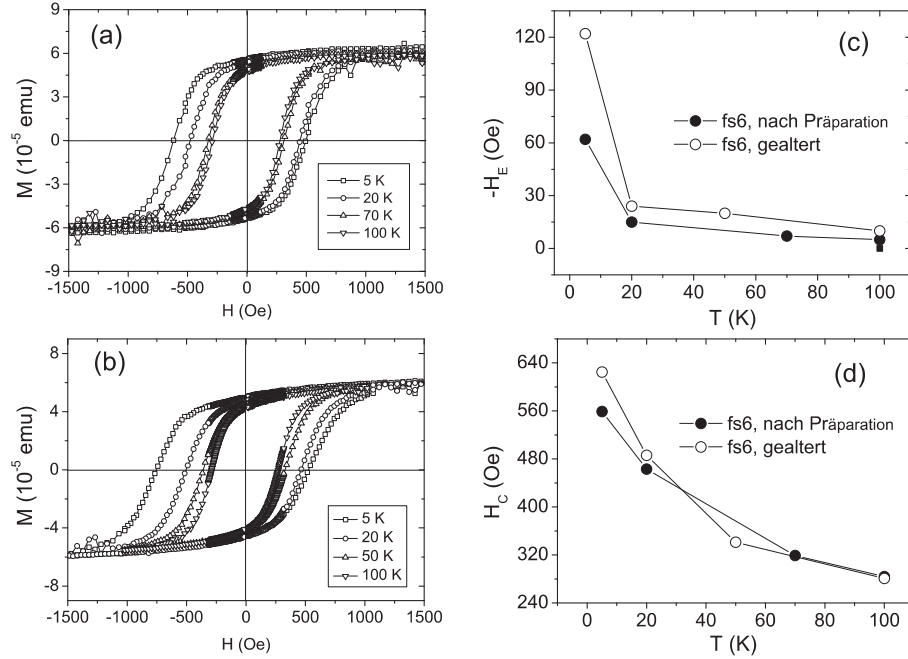 (a)
M (10⁻⁵ emu)
9
6
3
0
-3
-6
-9
-1500 -1000 -500 0 500 1000 1500
H (Oe)
5 K
20 K
70 K
100 K
(b)
M (10⁻⁵ emu)
8
4
0
-4
-8
-1500 -1000 -500 0 500 1000 1500
H (Oe)
5 K
20 K
50 K
100 K
(c)
-H_E (Oe)
-120
-90
60
30
0
0 20 40 60 80 100
T (K)
fs6, nach Präparation
fs6, gealtert
(d)
H_C (Oe)
640
560
480
400
320
240
0 20 40 60 80 100
T (K)
fs6, nach Präparation
fs6, gealtert